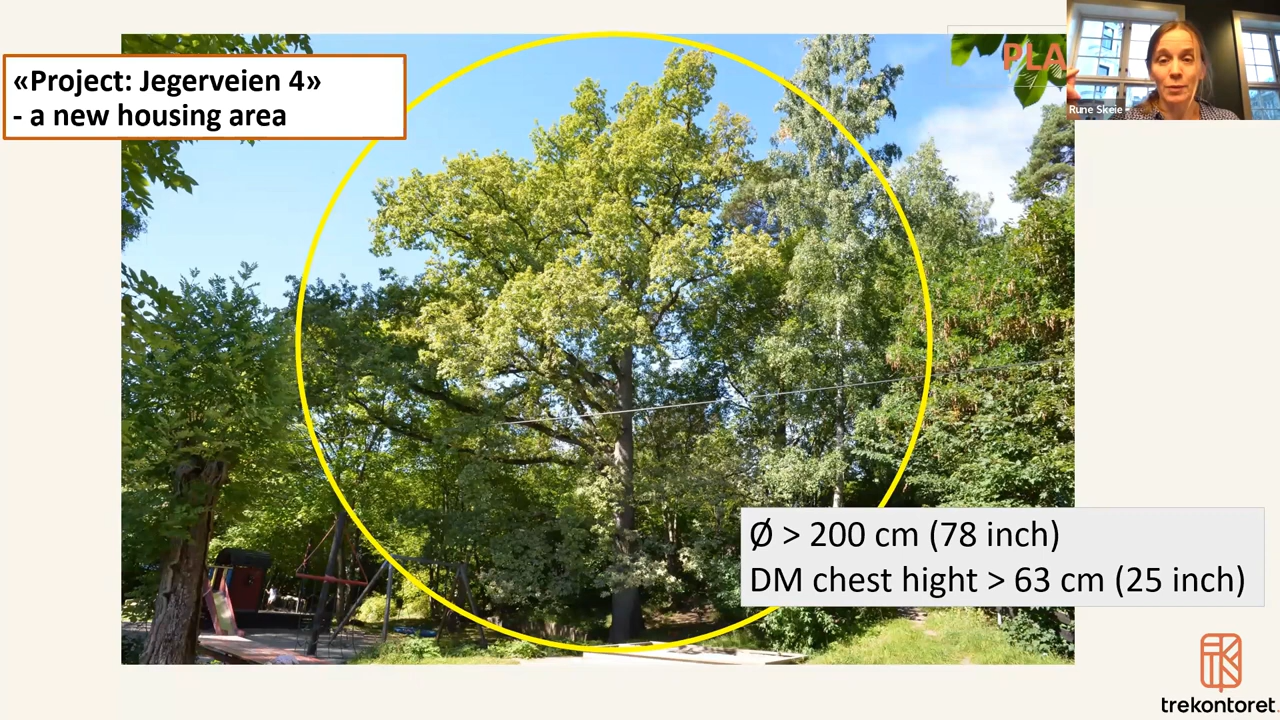 «Project: Jegerveien 4»
- a new housing area
PLA
Rune Skeie
Ø > 200 cm (78 inch)
DM chest hight > 63 cm (25 inch)
trekontoret.